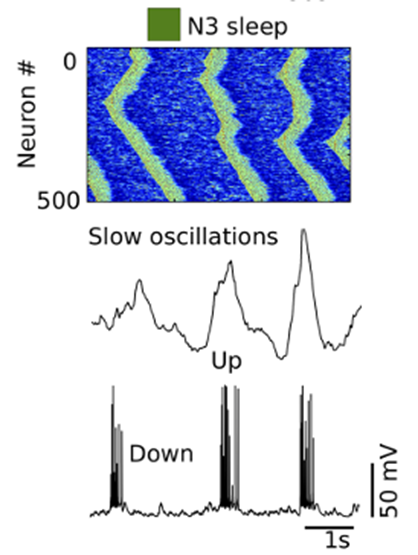 N3 sleep
0
Neuron #
500
Slow oscillations
Up
Down
50 mV
1s